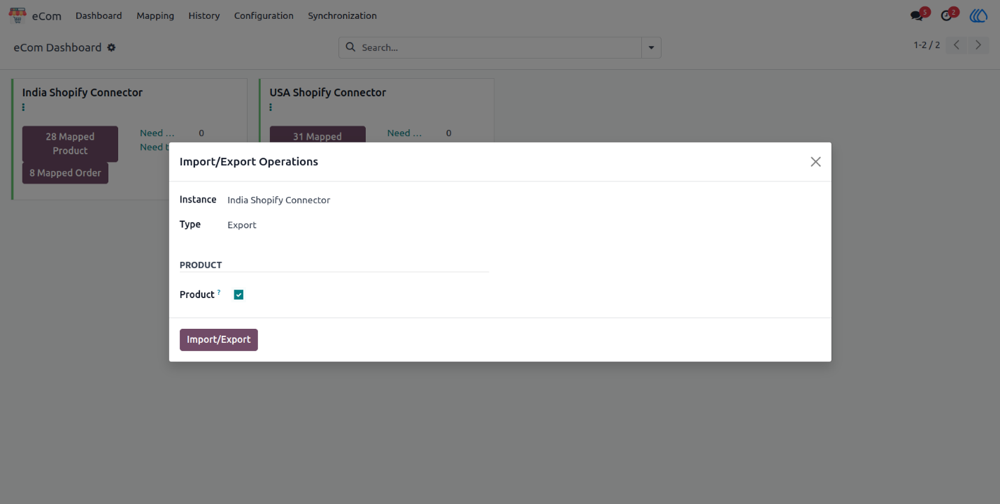 eCom Dashboard Mapping History Configuration Synchronization 5 2
eCom Dashboard Search... 1-2 / 2
India Shopify Connector USA Shopify Connector
28 Mapped Need ... 0 31 Mapped Need ... 0
Product Need t
8 Mapped Order
Import/Export Operations
Instance India Shopify Connector
Type Export
PRODUCT
Product ?
Import/Export